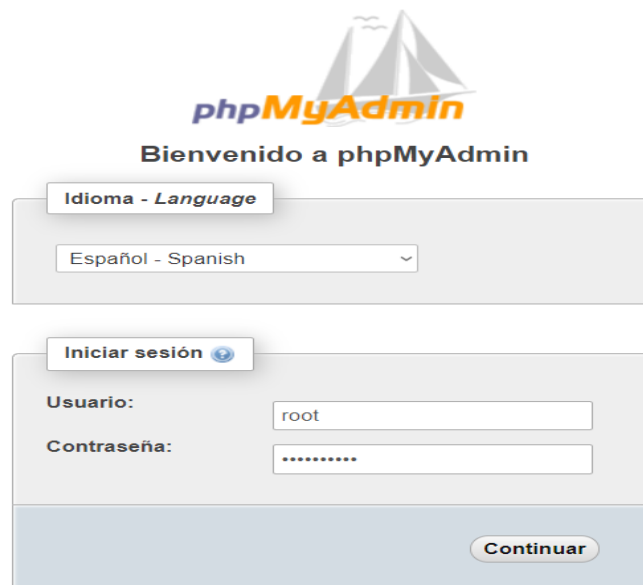 phpMyAdmin
Bienvenido a phpMyAdmin
Idioma - Language
Español - Spanish
Iniciar sesión
Usuario:
root
Contraseña:
••••••••••
Continuar